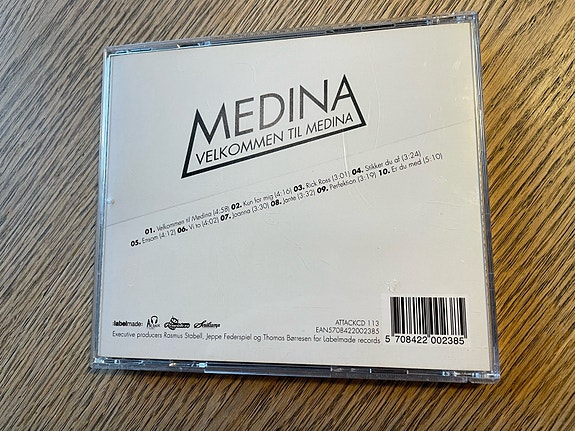 MEDINA
VELKOMMEN TIL MEDINA
01. Velkommen til Medina (4:58) 02. Kun for mig (4:16) 03. Rick Ross (3:01) 04. Stikker du af (3:24)
05. Ensom (4:12) 06. Vi to (4:02) 07. Joanna (3:30) 08. Jante (3:32) 09. Perfektion (3:19) 10. Er du med (5:10)
labelmade:
ATTACKCD 113
EAN5708422002385
Executive producers Rasmus Stabell, Jeppe Federspiel og Thomas Børresen for Labelmade records
5 708422 002385